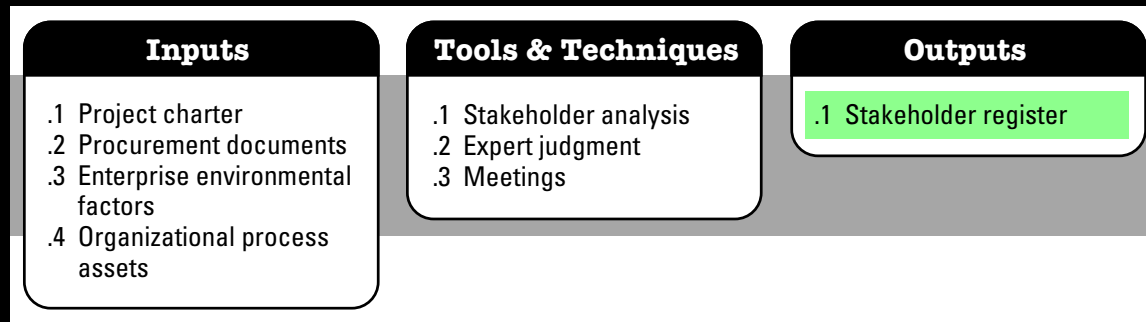 Inputs
.1 Project charter
.2 Procurement documents
.3 Enterprise environmental
factors
.4 Organizational process
assets
Tools & Techniques
.1 Stakeholder analysis
.2 Expert judgment
.3 Meetings
Outputs
.1 Stakeholder register